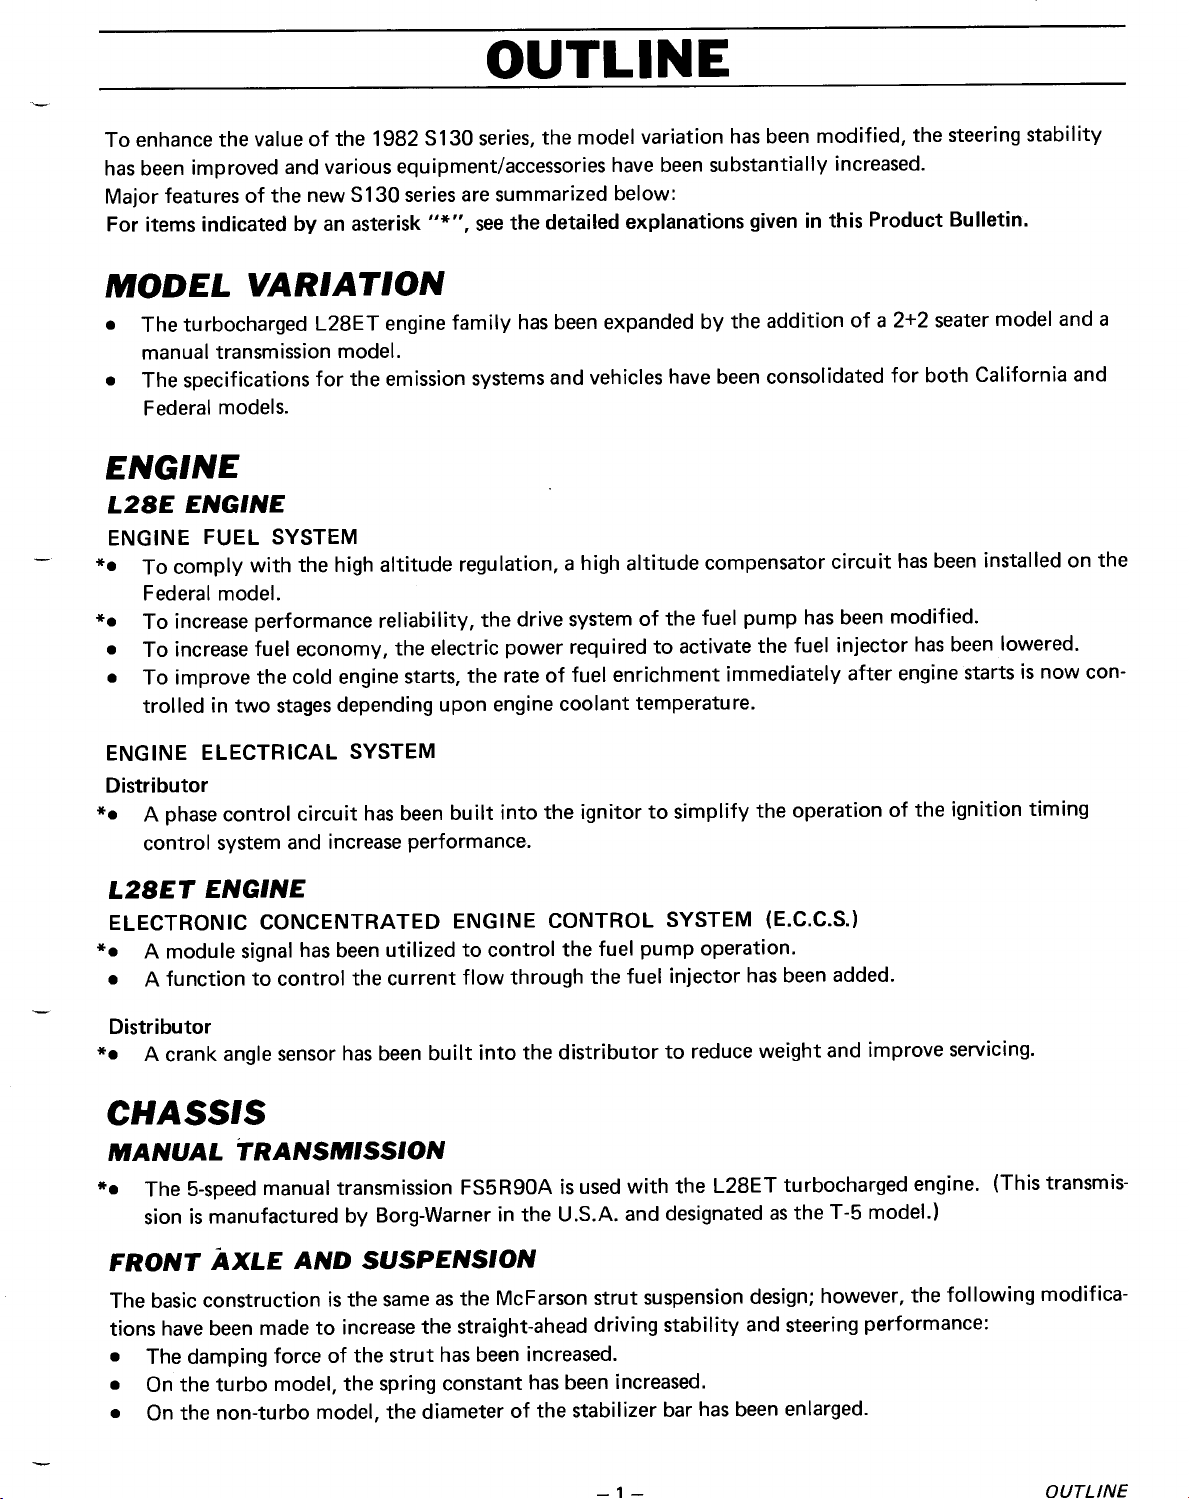 OUTLINE
To enhance the value of the 1982 S130 series, the model variation has been modified, the steering stability
has been improved and various equipment/accessories have been substantially increased.
Major features of the new S130 series are summarized below:
For items indicated by an asterisk "*", see the detailed explanations given in this Product Bulletin.
MODEL VARIATION
• The turbocharged L28ET engine family has been expanded by the addition of a 2+2 seater model and a
manual transmission model.
• The specifications for the emission systems and vehicles have been consolidated for both California and
Federal models.
ENGINE
L28E ENGINE
ENGINE FUEL SYSTEM
*• To comply with the high altitude regulation, a high altitude compensator circuit has been installed on the
Federal model.
*• To increase performance reliability, the drive system of the fuel pump has been modified.
• To increase fuel economy, the electric power required to activate the fuel injector has been lowered.
• To improve the cold engine starts, the rate of fuel enrichment immediately after engine starts is now con-
trolled in two stages depending upon engine coolant temperature.
ENGINE ELECTRICAL SYSTEM
Distributor
*• A phase control circuit has been built into the ignitor to simplify the operation of the ignition timing
control system and increase performance.
L28ET ENGINE
ELECTRONIC CONCENTRATED ENGINE CONTROL SYSTEM (E.C.C.S.)
*• A module signal has been utilized to control the fuel pump operation.
• A function to control the current flow through the fuel injector has been added.
Distributor
*• A crank angle sensor has been built into the distributor to reduce weight and improve servicing.
CHASSIS
MANUAL TRANSMISSION
*• The 5-speed manual transmission FS5R90A is used with the L28ET turbocharged engine. (This transmis-
sion is manufactured by Borg-Warner in the U.S.A. and designated as the T-5 model.)
FRONT AXLE AND SUSPENSION
The basic construction is the same as the McFarson strut suspension design; however, the following modifica-
tions have been made to increase the straight-ahead driving stability and steering performance:
• The damping force of the strut has been increased.
• On the turbo model, the spring constant has been increased.
• On the non-turbo model, the diameter of the stabilizer bar has been enlarged.
– 1 –
OUTLINE